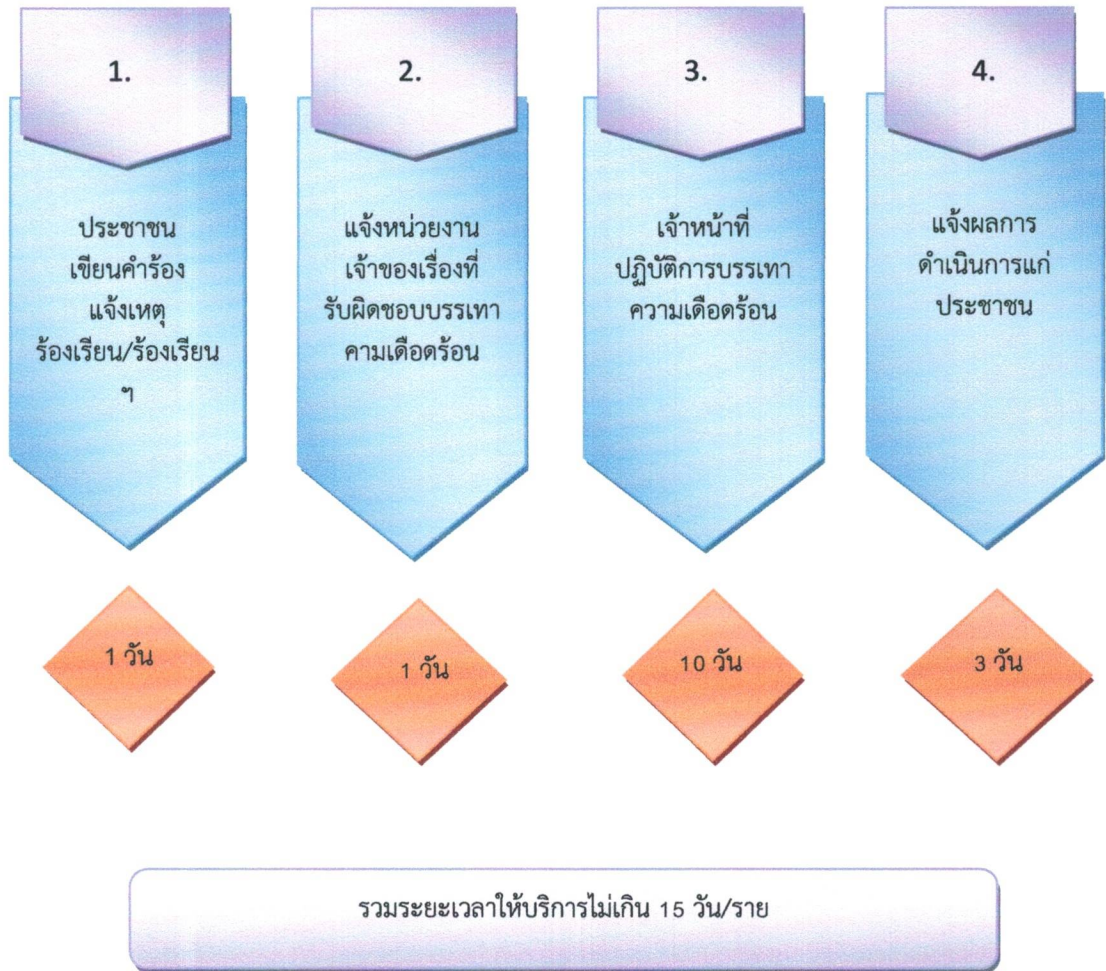 1.
ประชาชน
เขียนคำร้อง
แจ้งเหตุ
ร้องเรียน/ร้องเรียน
ฯ
1 วัน
2.
แจ้งหน่วยงาน
เจ้าของเรื่องที่
รับผิดชอบบรรเทา
คามเดือดร้อน
1 วัน
3.
เจ้าหน้าที่
ปฏิบัติการบรรเทา
ความเดือดร้อน
10 วัน
4.
แจ้งผลการ
ดำเนินการแก่
ประชาชน
3 วัน
รวมระยะเวลาให้บริการไม่เกิน 15 วัน/ราย